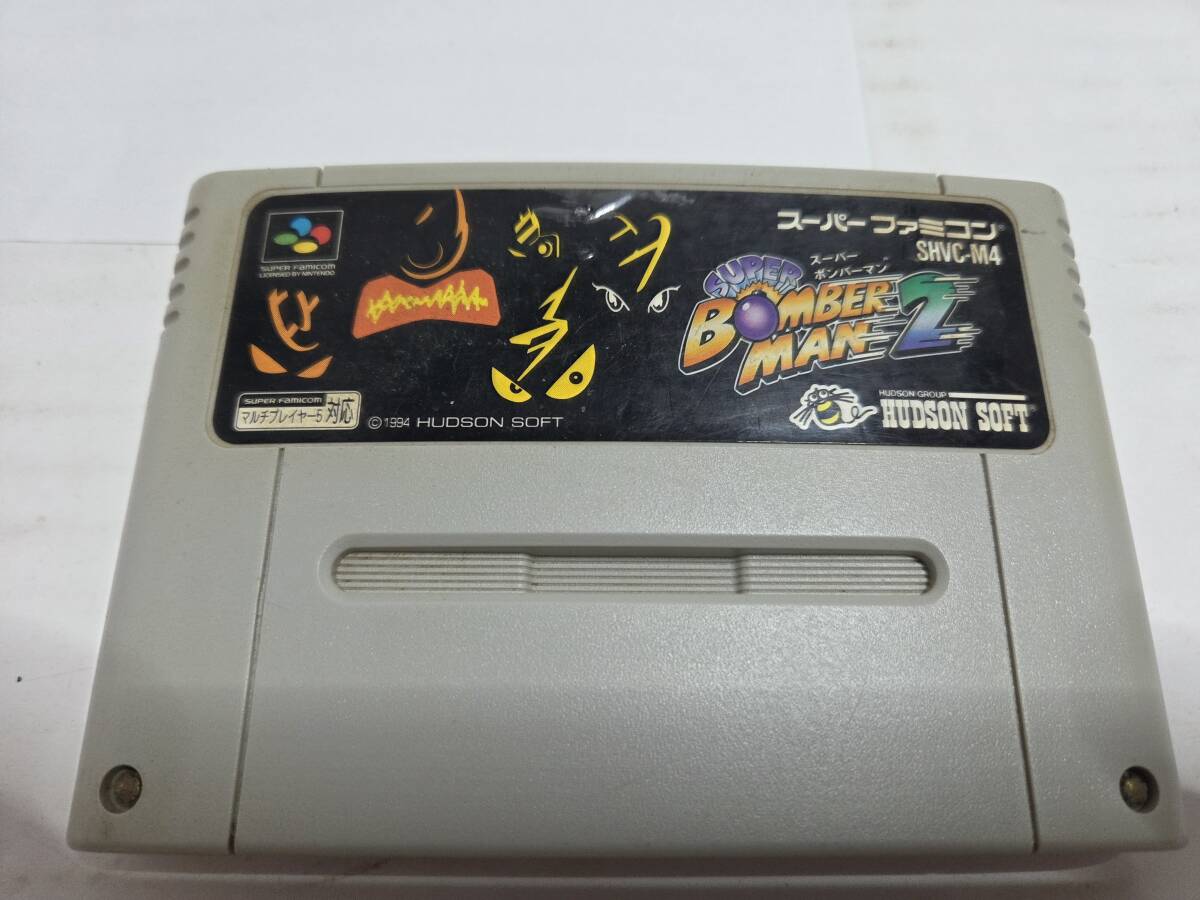 SUPER FAMICOM
LICENSED BY NINTENDO
スーパーファミコン
SHVC-M4
スーパー
ボンバーマン
SUPER
BOMBER
MAN 2
SUPER FAMICOM
マルチプレイヤー5 対応
©1994 HUDSON SOFT
HUDSON GROUP
HUDSON SOFT